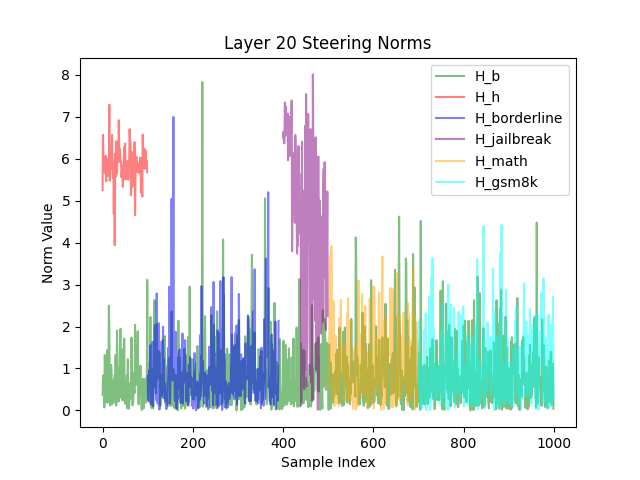 Layer 20 Steering Norms
H_b
H_h
H_borderline
H_jailbreak
H_math
H_gsm8k
Norm Value
8
7
6
5
4
3
2
1
0
0 200 400 600 800 1000
Sample Index